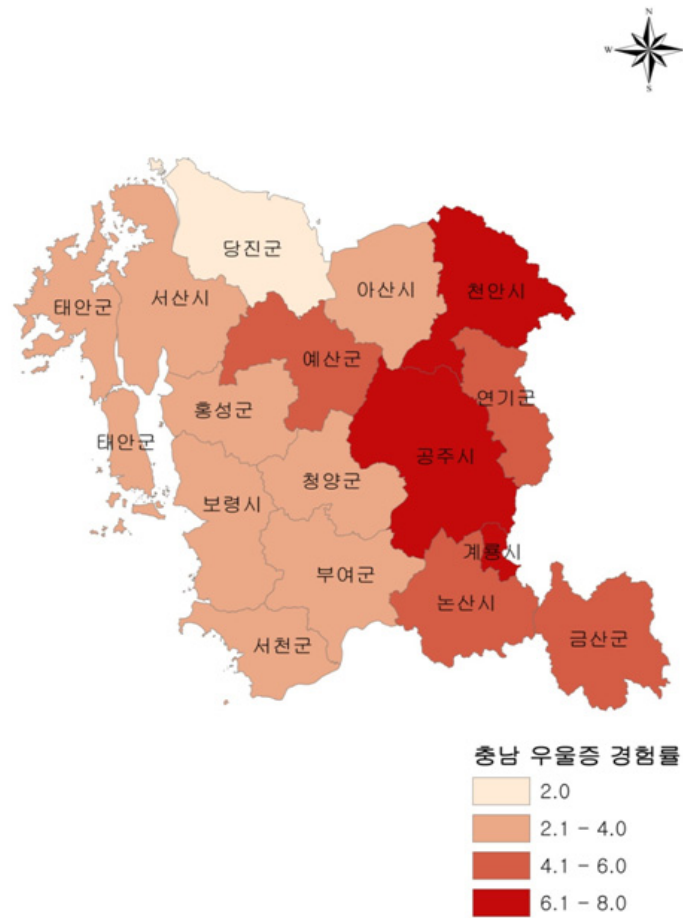 N
W
S
당진군
아산시
천안시
태안군
서산시
예산군
연기군
홍성군
태안군
공주시
청양군
보령시
계룡시
부여군
논산시
금산군
서천군
충남 우울증 경험률
2.0
2.1 - 4.0
4.1 - 6.0
6.1 - 8.0